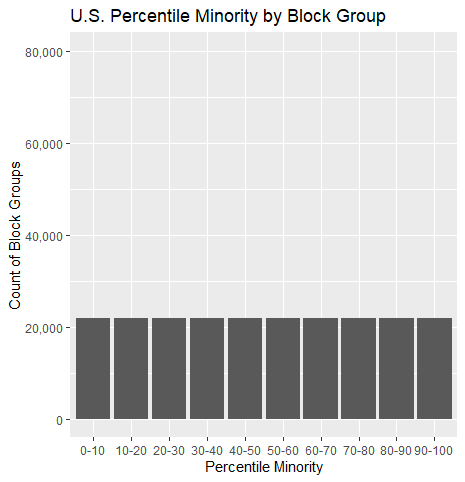 U.S. Percentile Minority by Block Group
Count of Block Groups
80,000
60,000
40,000
20,000
0
0-10 10-20 20-30 30-40 40-50 50-60 60-70 70-80 80-90 90-100
Percentile Minority